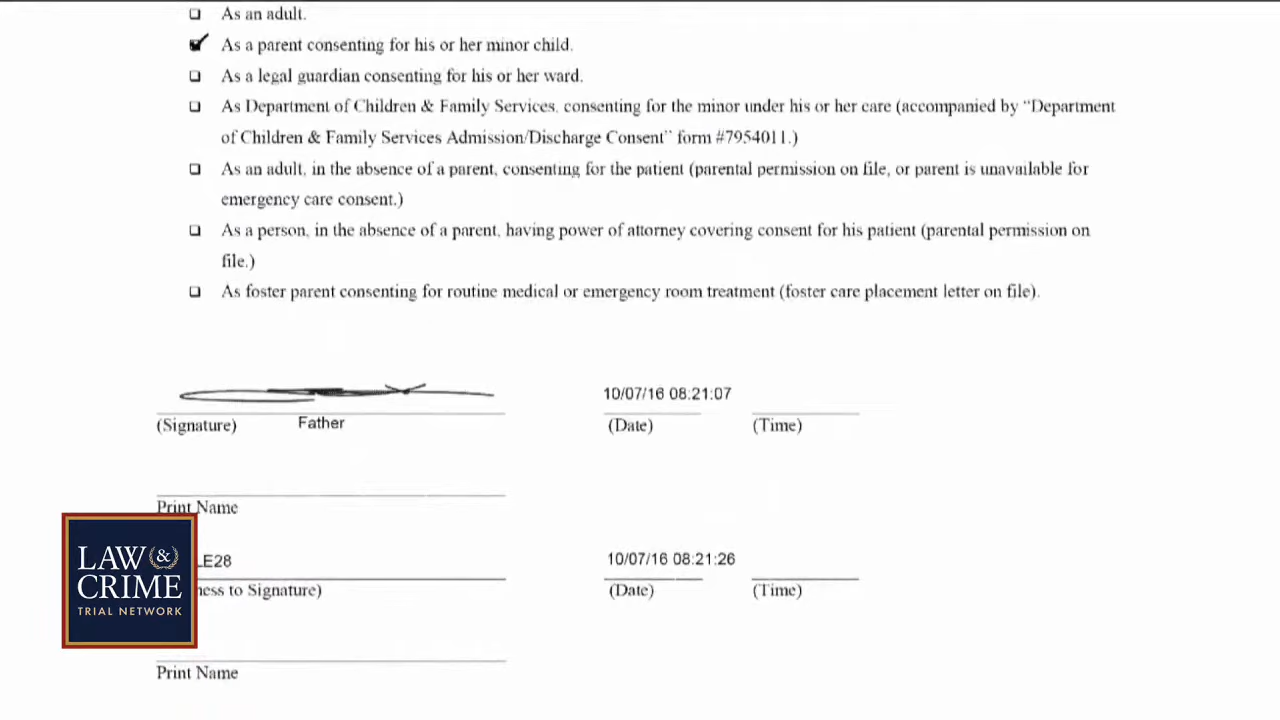 As an adult.
As a parent consenting for his or her minor child.
As a legal guardian consenting for his or her ward.
As Department of Children & Family Services, consenting for the minor under his or her care (accompanied by "Department
of Children & Family Services Admission/Discharge Consent" form #7954011.)
As an adult, in the absence of a parent, consenting for the patient (parental permission on file, or parent is unavailable for
emergency care consent.)
As a person, in the absence of a parent, having power of attorney covering consent for his patient (parental permission on
file.)
As foster parent consenting for routine medical or emergency room treatment (foster care placement letter on file).
10/07/16 08:21:07
(Signature) Father (Date) (Time)
Print Name
LE28 10/07/16 08:21:26
ness to Signature) (Date) (Time)
Print Name
LAW &
CRIME
TRIAL NETWORK